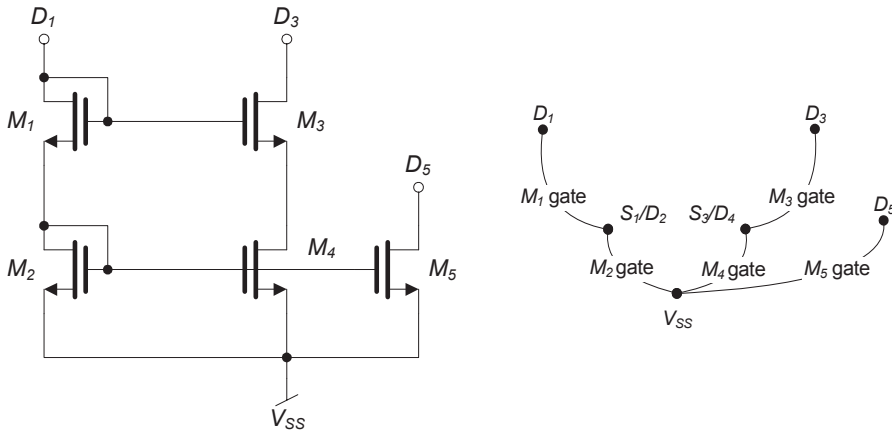 D1
D3
M1
M3
D5
M2
M4
M5
VSS
D1
D3
M1 gate
S1/D2
S3/D4
M3 gate
D5
M2 gate
M4 gate
M5 gate
VSS